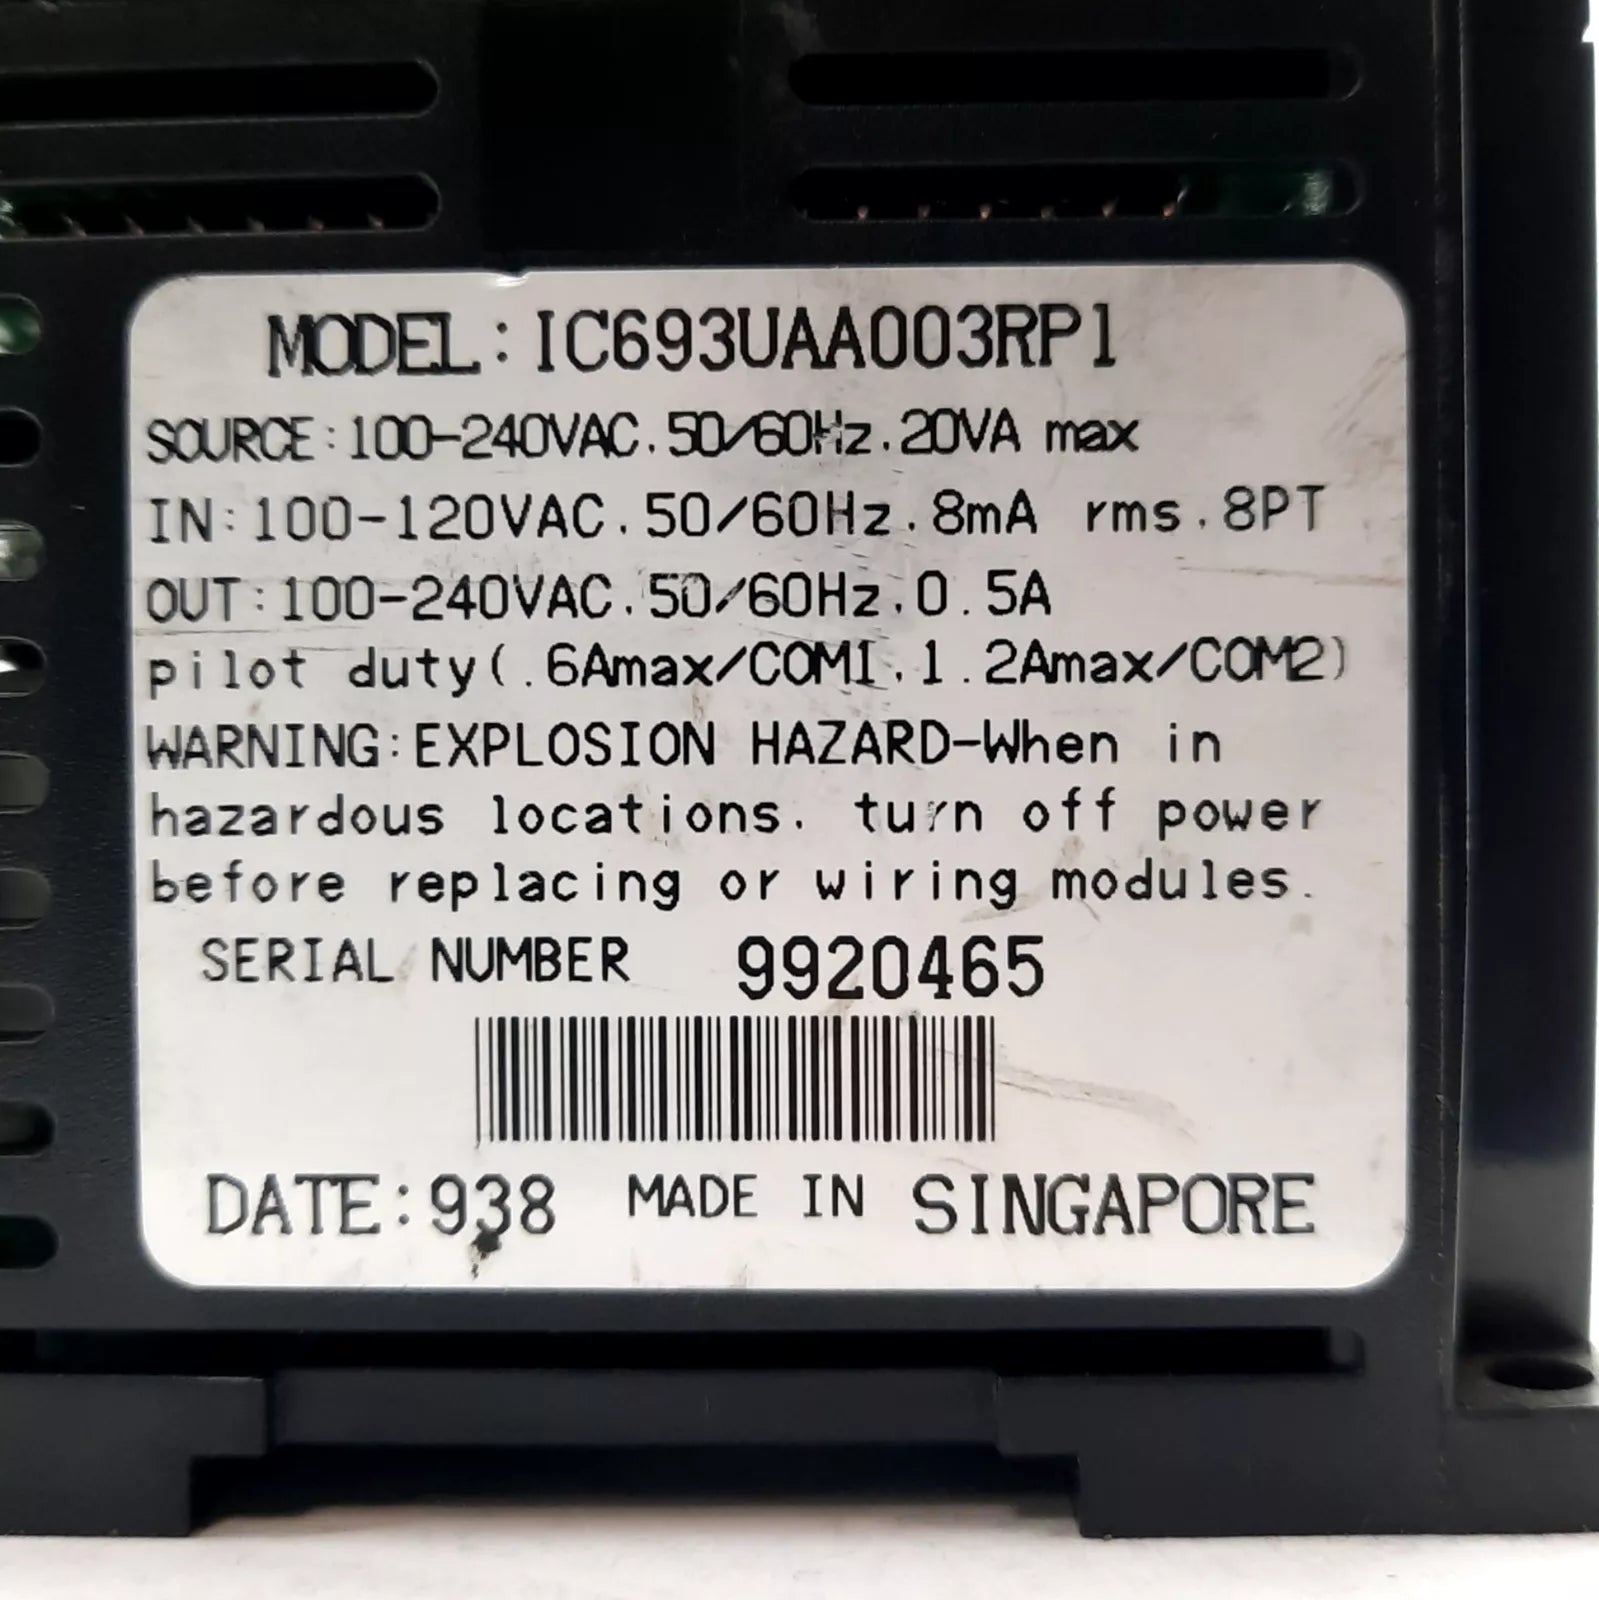 MODEL:IC693UAA003RP1
SOURCE:100-240VAC.50/60Hz.20VA max
IN:100-120VAC.50/60Hz.8mA rms.8PT
OUT:100-240VAC.50/60Hz.0.5A
pilot duty(.6Amax/COM1.1.2Amax/COM2)
WARNING:EXPLOSION HAZARD-When in
hazardous locations. turn off power
before replacing or wiring modules.
SERIAL NUMBER 9920465
DATE:938 MADE IN SINGAPORE